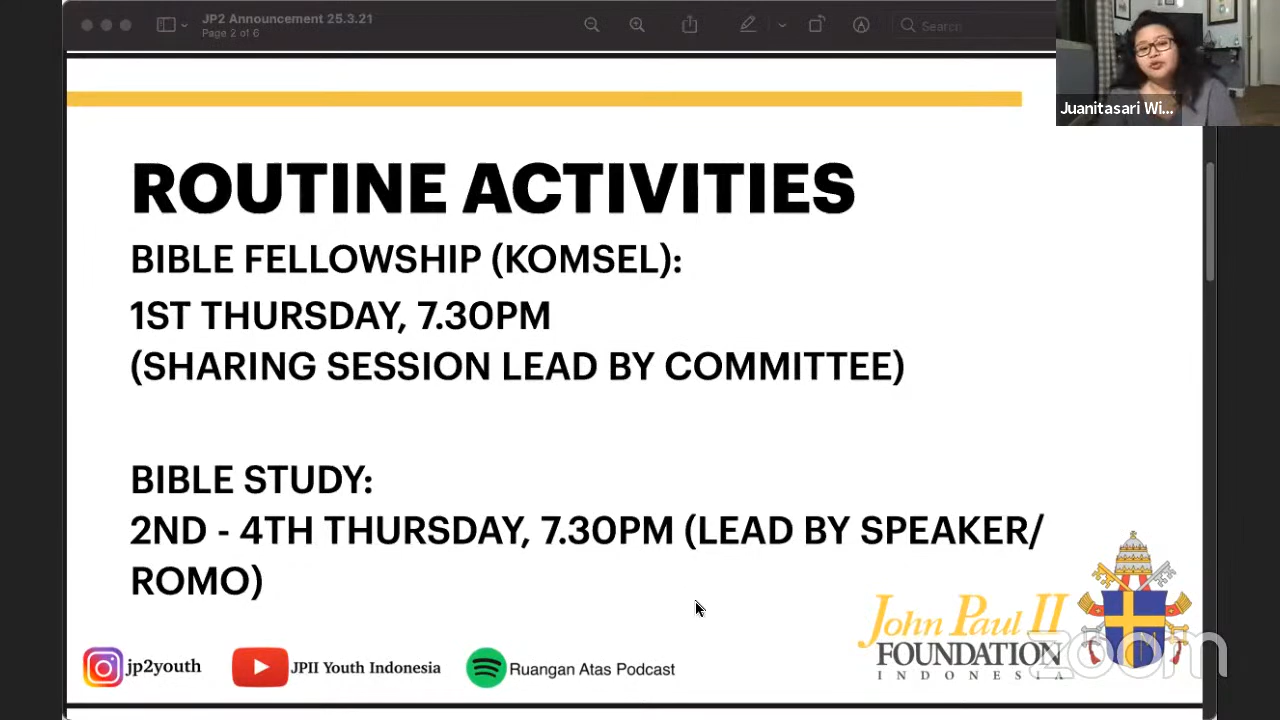 JP2 Announcement 25.3.21
Page 2 of 6
Search
Juanitasari Wi...
ROUTINE ACTIVITIES
BIBLE FELLOWSHIP (KOMSEL):
1ST THURSDAY, 7.30PM
(SHARING SESSION LEAD BY COMMITTEE)
BIBLE STUDY:
2ND - 4TH THURSDAY, 7.30PM (LEAD BY SPEAKER/
ROMO)
John Paul II
FOUNDATION
INDONESIA
zoom
jp2youth
JPII Youth Indonesia
Ruangan Atas Podcast